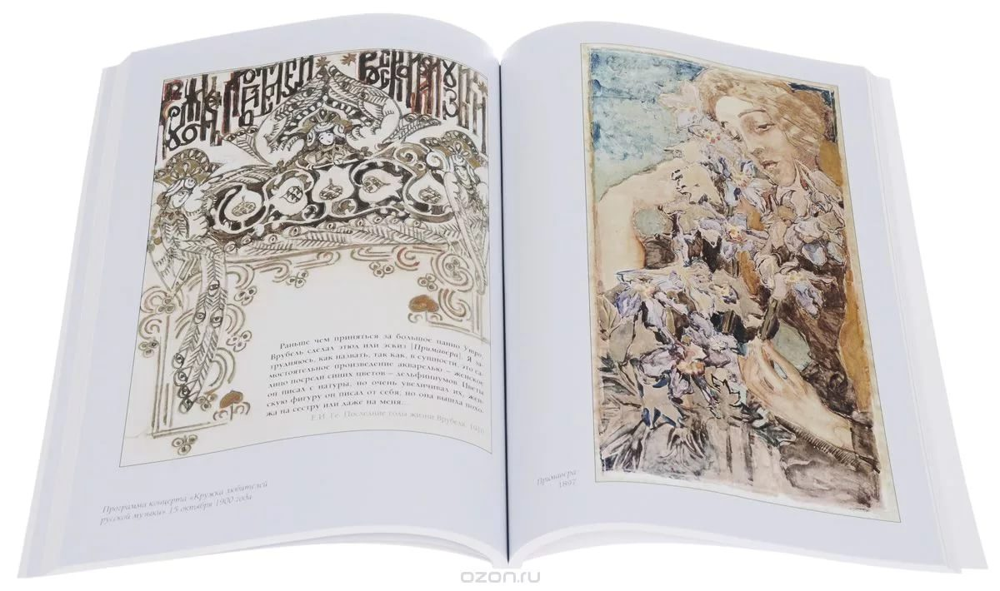 Раньше чем приняться за большое панно Утро,
Врубель сделал этюд или эскиз [Примавера]. Я за-
трудняюсь, как назвать, так как, в сущности, это са-
мостоятельное произведение акварелью – женское
лицо посреди синих цветов – дельфиниумов. Цветы
он писал с натуры, но очень увеличивал их, жен-
скую фигуру он писал от себя, но она вышла похо-
жа на сестру или даже на меня...
Е.И. Ге. Последние годы жизни Врубеля. 1910
Программа концерта «Кружка любителей
русской музыки» 15 октября 1900 года
Примавера
1897
ozon.ru